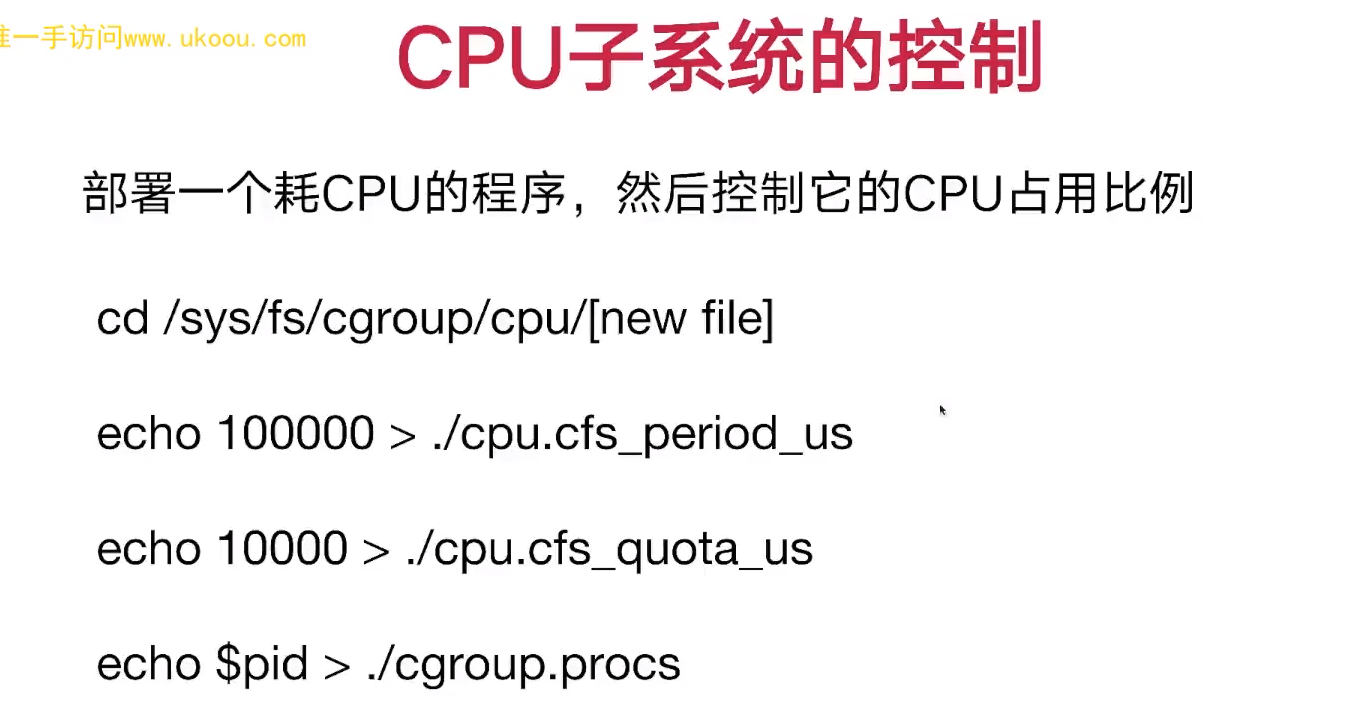 唯一手访问www.ukoou.com
CPU子系统的控制
部署一个耗CPU的程序，然后控制它的CPU占用比例
cd /sys/fs/cgroup/cpu/[new file]
echo 100000 > ./cpu.cfs_period_us
echo 10000 > ./cpu.cfs_quota_us
echo $pid > ./cgroup.procs